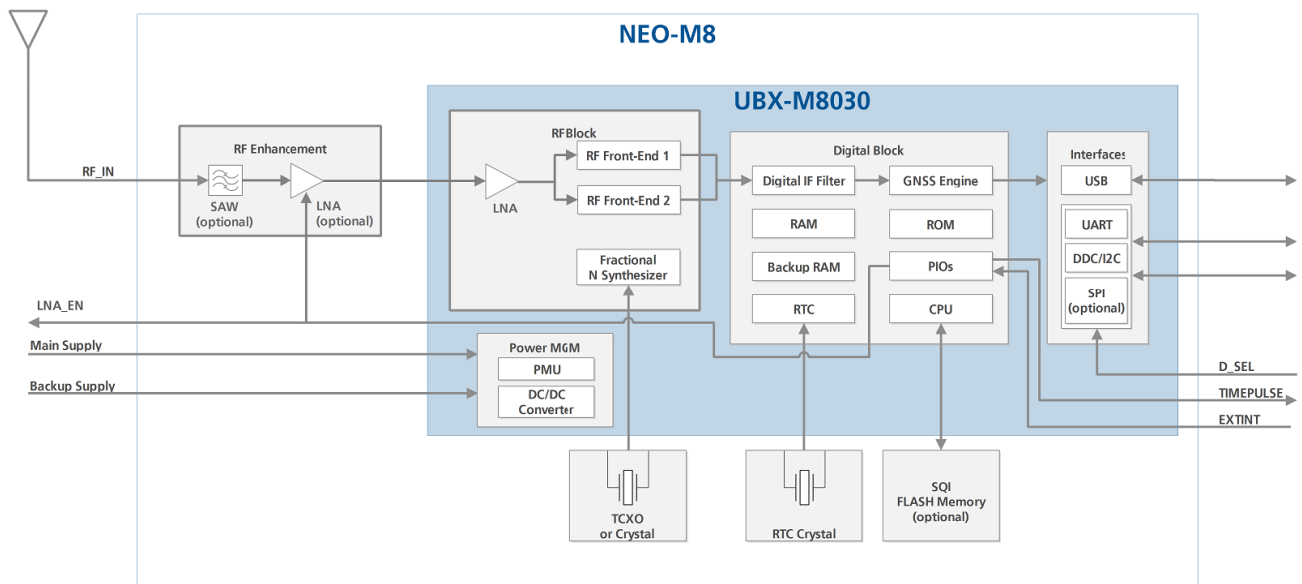 NEO-M8
UBX-M8030
RF Enhancement
RF_IN
SAW
(optional)
LNA
(optional)
RFBlock
RF Front-End 1
RF Front-End 2
LNA
Fractional
N Synthesizer
Digital Block
Digital IF Filter
GNSS Engine
RAM
ROM
Backup RAM
PIOs
RTC
CPU
Interfaces
USB
UART
DDC/I2C
SPI
(optional)
LNA_EN
Main Supply
Backup Supply
Power MGM
PMU
DC/DC
Converter
D_SEL
TIMEPULSE
EXTINT
TCXO
or Crystal
RTC Crystal
SQI
FLASH Memory
(optional)